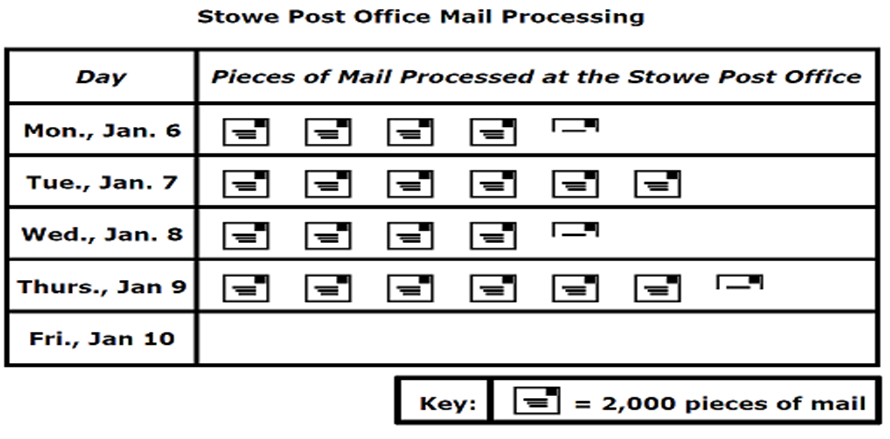 Stowe Post Office Mail Processing
Day Pieces of Mail Processed at the Stowe Post Office
Mon., Jan. 6
Tue., Jan. 7
Wed., Jan. 8
Thurs., Jan 9
Fri., Jan 10
Key: = 2,000 pieces of mail